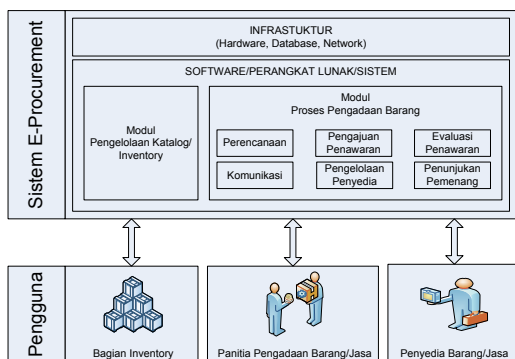 Sistem E-Procurement
INFRASTUKTUR
(Hardware, Database, Network)
SOFTWARE/PERANGKAT LUNAK/SISTEM
Modul
Pengelolaan Katalog/
Inventory
Modul
Proses Pengadaan Barang
Perencanaan
Pengajuan
Penawaran
Evaluasi
Penawaran
Komunikasi
Pengelolaan
Penyedia
Penunjukan
Pemenang
Pengguna
Bagian Inventory
Panitia Pengadaan Barang/Jasa
Penyedia Barang/Jasa